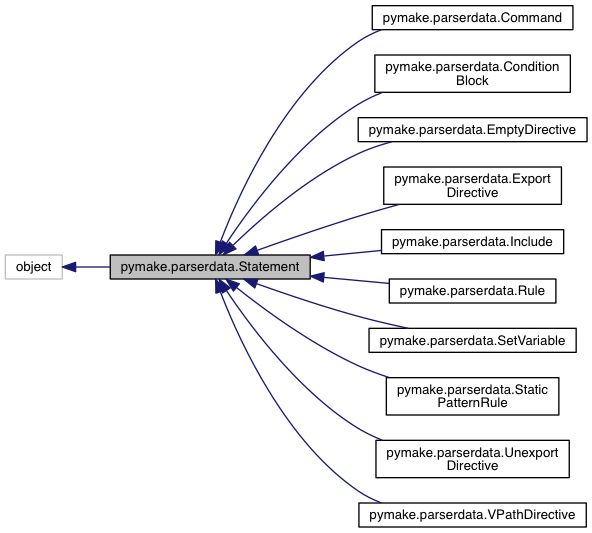 pymake.parserdata.Command
pymake.parserdata.Condition
Block
pymake.parserdata.EmptyDirective
pymake.parserdata.Export
Directive
pymake.parserdata.Include
object
pymake.parserdata.Statement
pymake.parserdata.Rule
pymake.parserdata.SetVariable
pymake.parserdata.Static
PatternRule
pymake.parserdata.Unexport
Directive
pymake.parserdata.VPathDirective